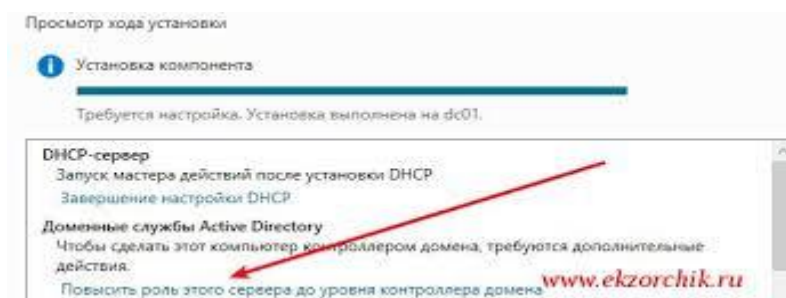 Просмотр хода установки
Установка компонента
Требуется настройка. Установка выполнена на dc01.
DHCP-сервер
Запуск мастера действий после установки DHCP
Завершение настройки DHCP
Доменные службы Active Directory
Чтобы сделать этот компьютер контроллером домена, требуются дополнительные
действия.
Повысить роль этого сервера до уровня контроллера домена
www.ekzorchik.ru